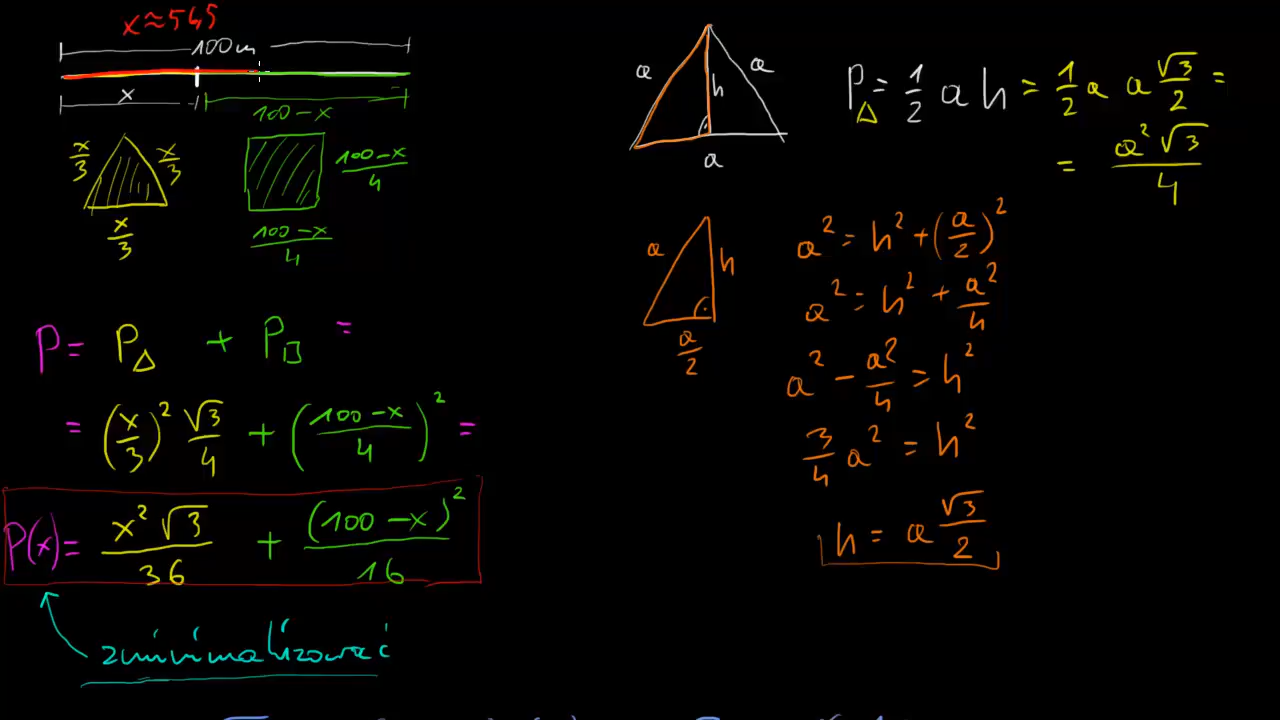 x≈54,5
100m
x
100-x
x/3 x/3
x/3
(100-x)/4
(100-x)/4
P = P△ + P□ =
= (x/3)² √3/4 + ((100-x)/4)² =
P(x) = x²√3/36 + (100-x)²/16
zminimalizować
a a
h
a
P△ = 1/2 a h = 1/2 a a √3/2 =
= a²√3/4
a h
a/2
a² = h² + (a/2)²
a² = h² + a²/4
a² - a²/4 = h²
3/4 a² = h²
h = a √3/2